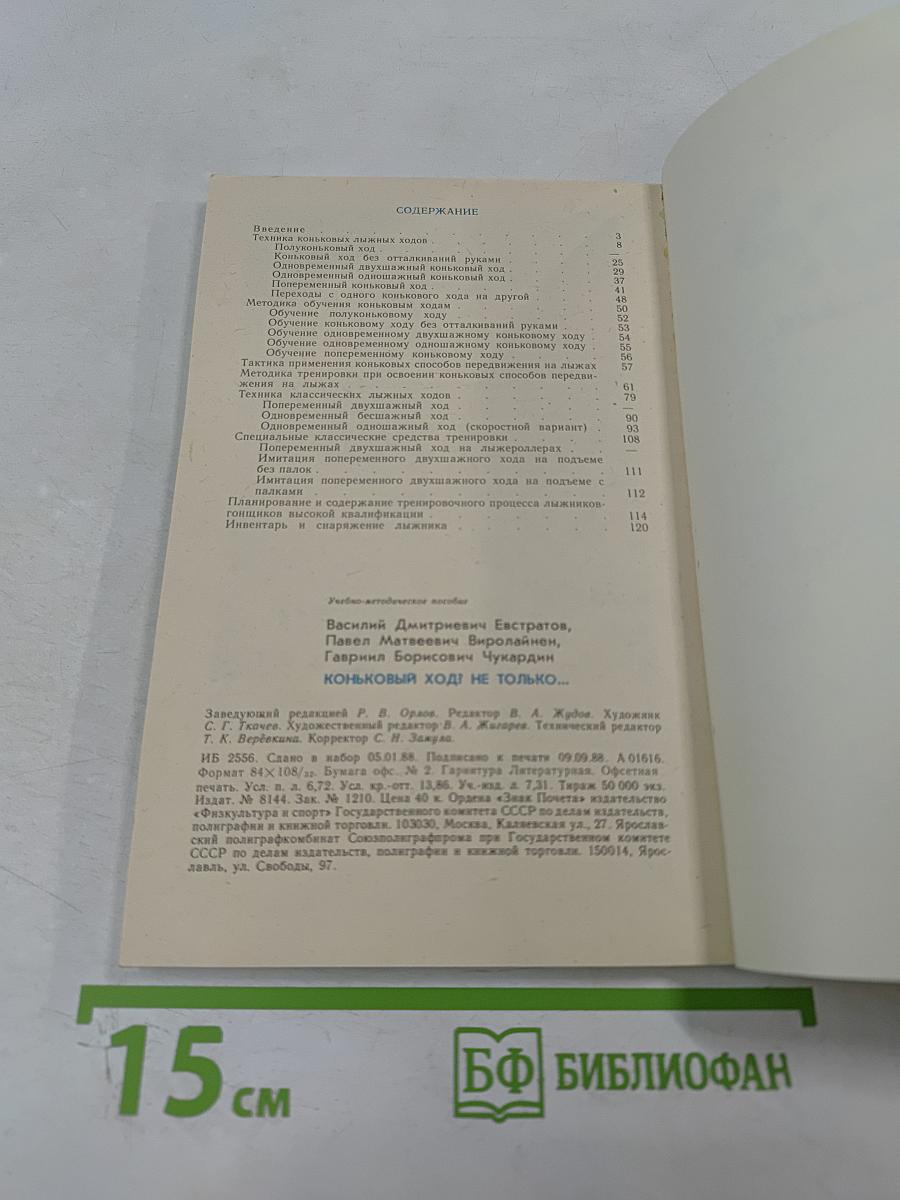 СОДЕРЖАНИЕ
Введение . . . . . . . . . . 3
Техника коньковых лыжных ходов . . . . . . 8
Полуконьковый ход . . . . . . . . —
Коньковый ход без отталкивания руками . . . . 25
Одновременный двухшажный коньковый ход . . . . 29
Одновременный одношажный коньковый ход . . . . 37
Попеременный коньковый ход . . . . . . 41
Переходы с одного конькового хода на другой . . . 48
Методика обучения коньковым ходам . . . . . 50
Обучение полуконьковому ходу . . . . . . 52
Обучение коньковому ходу без отталкиваний руками . . 53
Обучение одновременному двухшажному коньковому ходу . 54
Обучение одновременному одношажному коньковому ходу . 55
Обучение попеременному коньковому ходу . . . . 56
Тактика применения коньковых способов передвижения на лыжах 57
Методика тренировки при освоении коньковых способов передви-
жения на лыжах . . . . . . . . 61
Техника классических лыжных ходов . . . . . 79
Попеременный двухшажный ход . . . . . . —
Одновременный бесшажный ход . . . . . . 90
Одновременный одношажный ход (скоростной вариант) . 93
Специальные классические средства тренировки . . . . 108
Попеременный двухшажный ход на лыжероллерах . . —
Имитация попеременного двухшажного хода на подъеме
без палок . . . . . . . . . 111
Имитация попеременного двухшажного хода на подъеме с
палками . . . . . . . . . 112
Планирование и содержание тренировочного процесса лыжников-
гонщиков высокой квалификации . . . . . . 114
Инвентарь и снаряжение лыжника . . . . . . 120
Учебно-методическое пособие
Василий Дмитриевич Евстратов,
Павел Матвеевич Виролайнен,
Гавриил Борисович Чукардин
КОНЬКОВЫЙ ХОД? НЕ ТОЛЬКО...
Заведующий редакцией Р. В. Орлов. Редактор В. А. Жудов. Художник
С. Г. Ткачев. Художественный редактор В. А. Жигарев. Технический редактор
Т. К. Верёвкина. Корректор С. Н. Замула.
ИБ 2556. Сдано в набор 05.01.88. Подписано к печати 09.09.88. А 01616.
Формат 84×108/32. Бумага офс. № 2. Гарнитура Литературная. Офсетная
печать. Усл. п. л. 6,72. Усл. кр.-отт. 13,86. Уч.-изд. л. 7,31. Тираж 50 000 экз.
Издат. № 8144. Зак. № 1210. Цена 40 к. Ордена «Знак Почета» издательство
«Физкультура и спорт» Государственного комитета СССР по делам издательств,
полиграфии и книжной торговли. 103030, Москва, Каляевская ул., 27. Ярослав-
ский полиграфкомбинат Союзполиграфпрома при Государственном комитете
СССР по делам издательств, полиграфии и книжной торговли. 150014, Ярос-
лавль, ул. Свободы, 97.
15 см
БФ БИБЛИОФАН